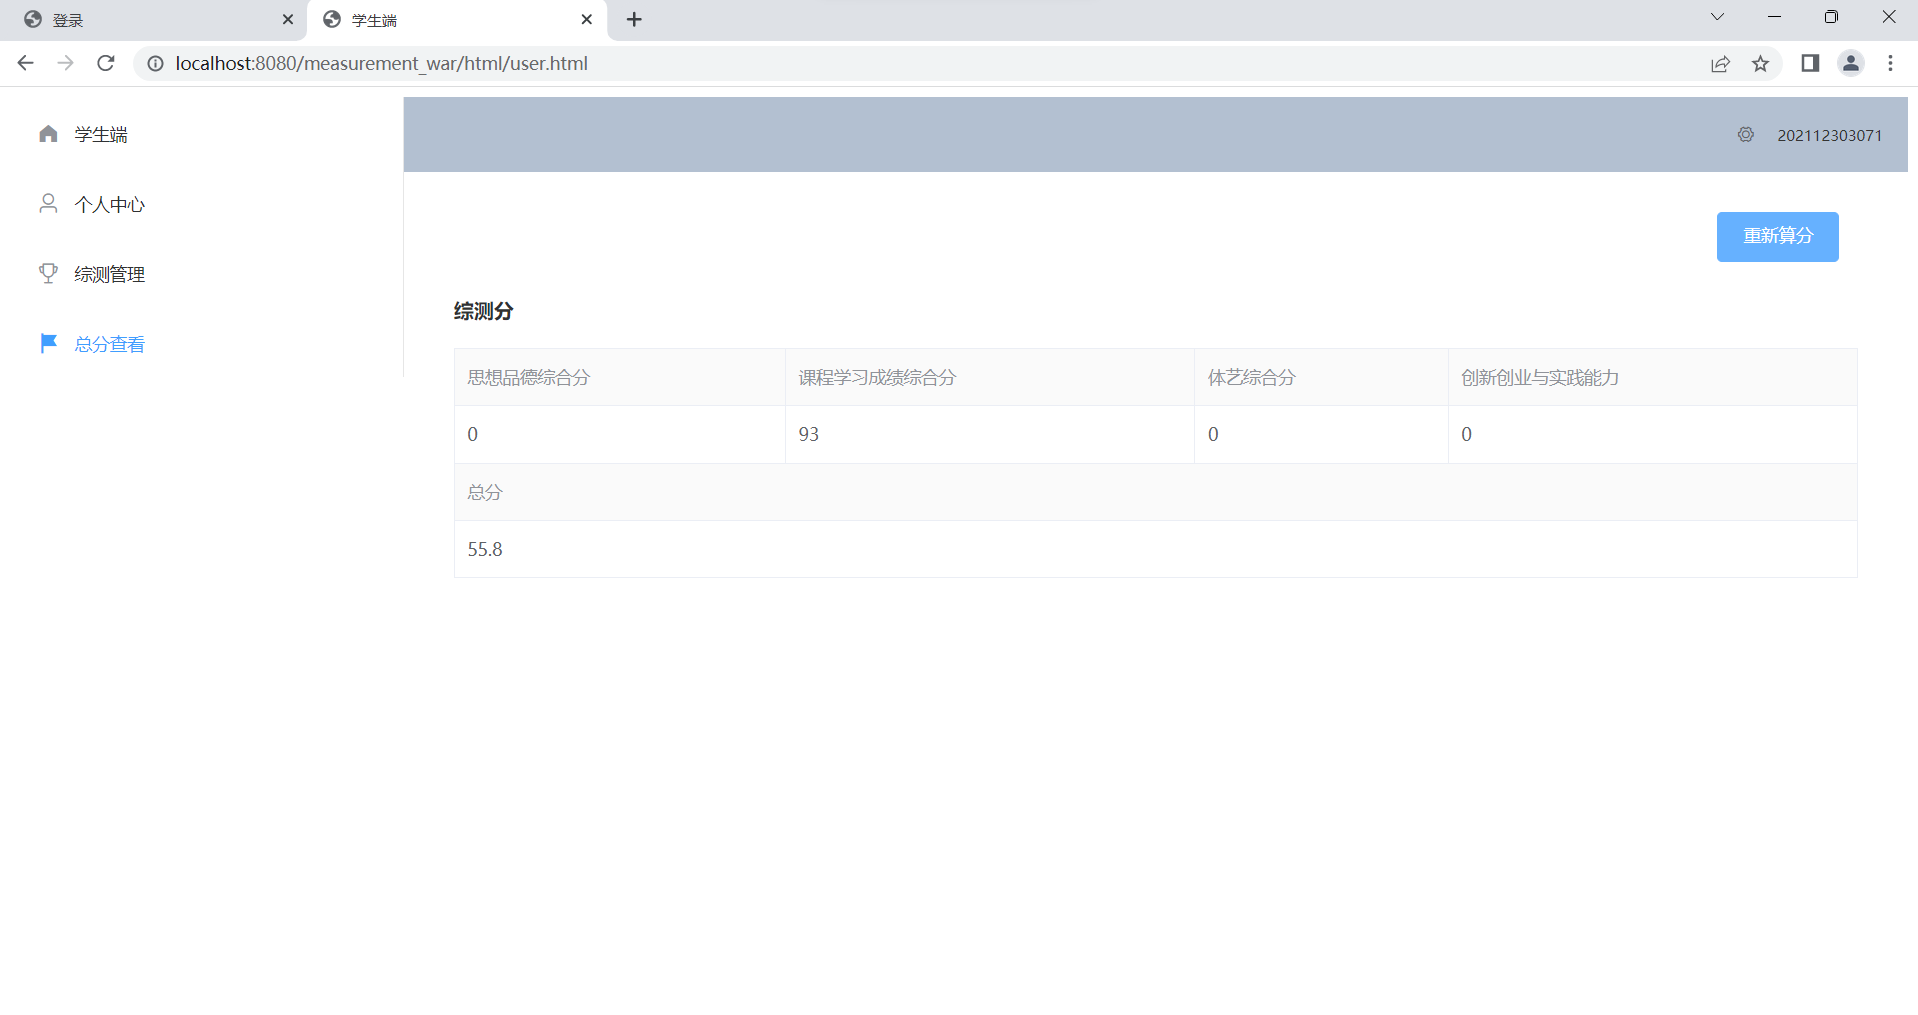 登录
学生端
localhost:8080/measurement_war/html/user.html
学生端
202112303071
个人中心
重新算分
综测管理
综测分
总分查看
思想品德综合分 课程学习成绩综合分 体艺综合分 创新创业与实践能力
0 93 0 0
总分
55.8